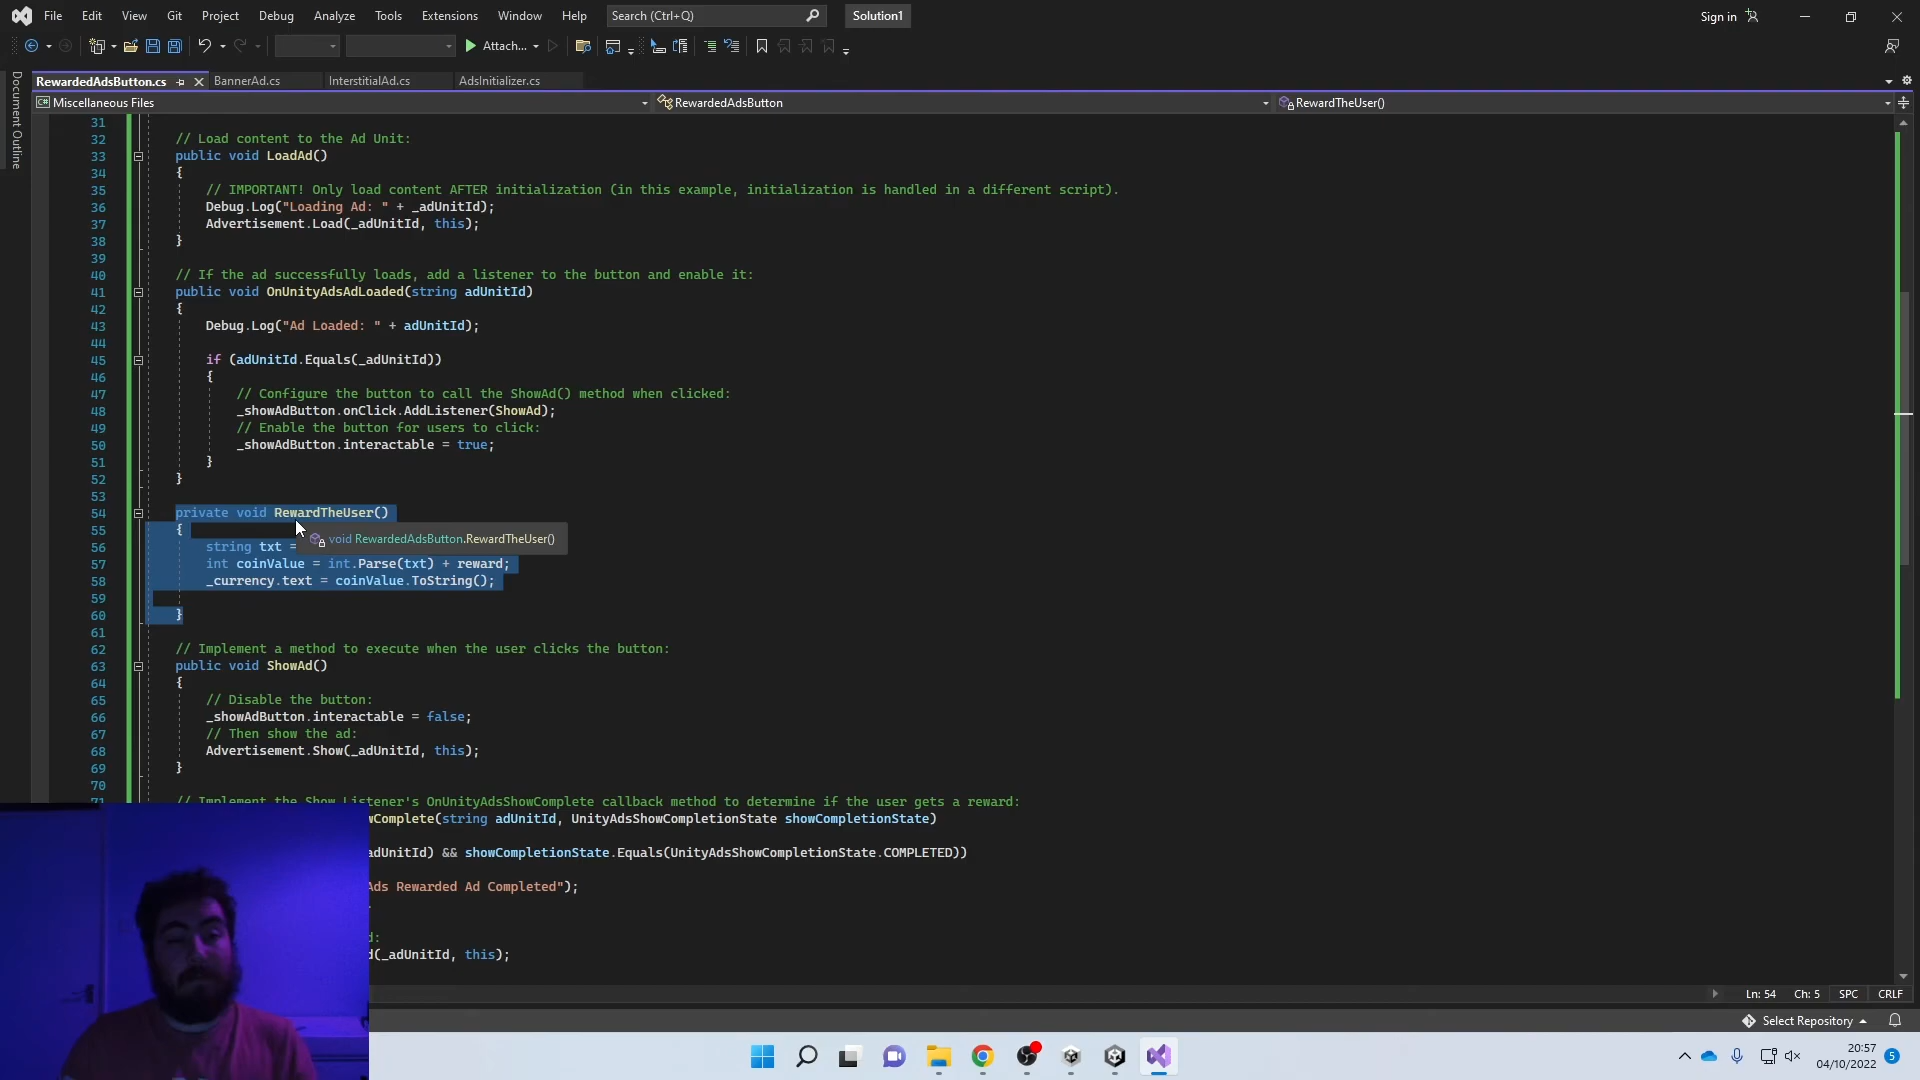 File Edit View Git Project Debug Analyze Tools Extensions Window Help Search (Ctrl+Q) Solution1 Sign in
Attach...
Document Outline
RewardedAdsButton.cs BannerAd.cs InterstitialAd.cs AdsInitializer.cs
C# Miscellaneous Files RewardedAdsButton RewardTheUser()
31
32 // Load content to the Ad Unit:
33 public void LoadAd()
34 {
35 // IMPORTANT! Only load content AFTER initialization (in this example, initialization is handled in a different script).
36 Debug.Log("Loading Ad: " + _adUnitId);
37 Advertisement.Load(_adUnitId, this);
38 }
39
40 // If the ad successfully loads, add a listener to the button and enable it:
41 public void OnUnityAdsAdLoaded(string adUnitId)
42 {
43 Debug.Log("Ad Loaded: " + adUnitId);
44
45 if (adUnitId.Equals(_adUnitId))
46 {
47 // Configure the button to call the ShowAd() method when clicked:
48 _showAdButton.onClick.AddListener(ShowAd);
49 // Enable the button for users to click:
50 _showAdButton.interactable = true;
51 }
52 }
53
54 private void RewardTheUser()
55 {
void RewardedAdsButton.RewardTheUser()
56 string txt =
57 int coinValue = int.Parse(txt) + reward;
58 _currency.text = coinValue.ToString();
59
60 }
61
62 // Implement a method to execute when the user clicks the button:
63 public void ShowAd()
64 {
65 // Disable the button:
66 _showAdButton.interactable = false;
67 // Then show the ad:
68 Advertisement.Show(_adUnitId, this);
69 }
70
71 // Implement the Show Listener's OnUnityAdsShowComplete callback method to determine if the user gets a reward:
wComplete(string adUnitId, UnityAdsShowCompletionState showCompletionState)
adUnitId) && showCompletionState.Equals(UnityAdsShowCompletionState.COMPLETED))
Ads Rewarded Ad Completed");
d:
d(_adUnitId, this);
Ln: 54 Ch: 5 SPC CRLF
Select Repository
20:57
04/10/2022 5